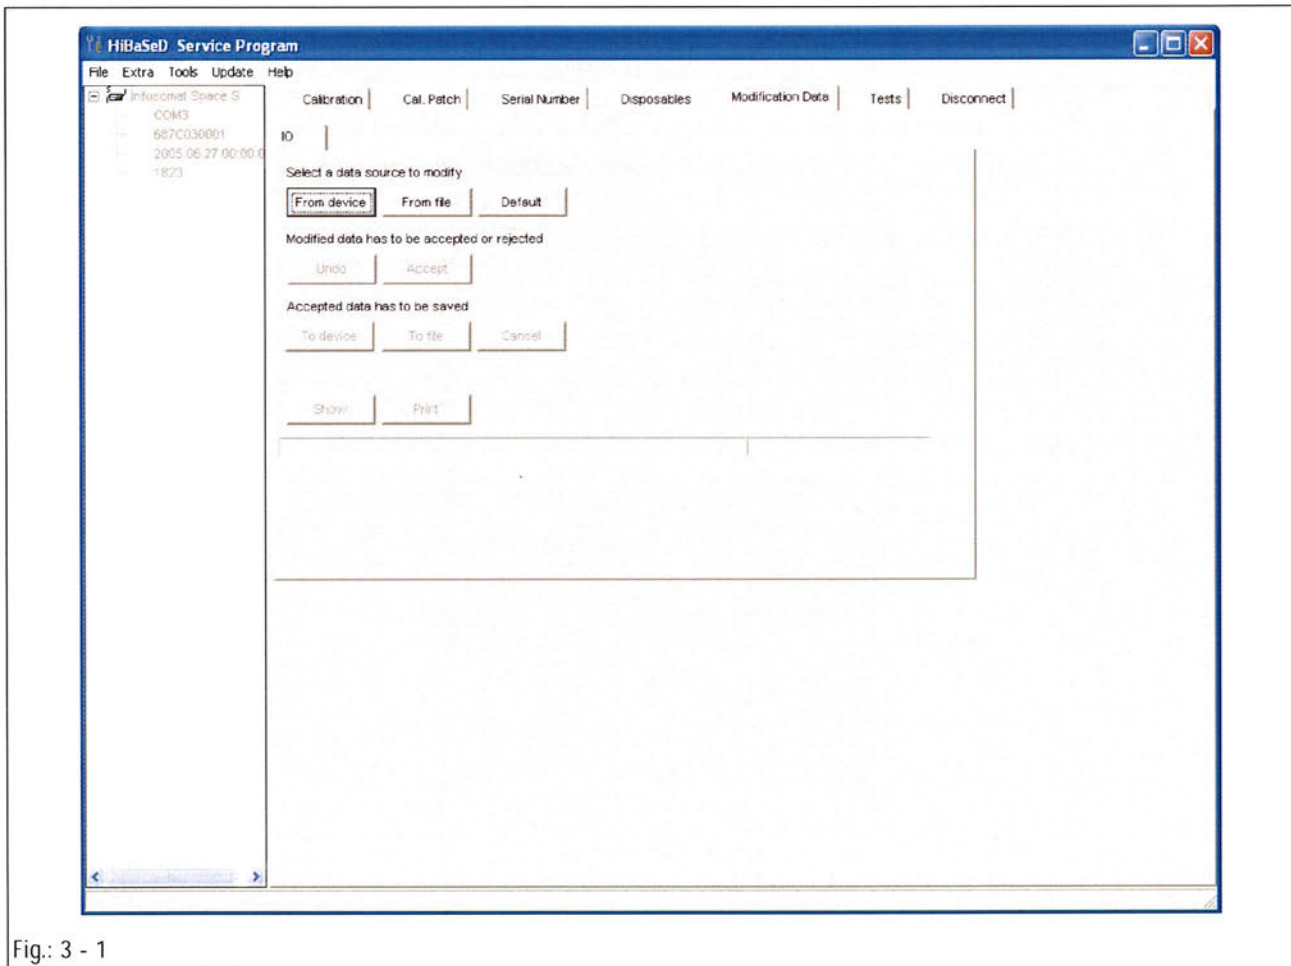 HiBaSeD Service Program
File Extra Tools Update Help
Infusomat Space S
COM3
687C030001
2005 06 27 00:00:0
1823
Calibration Cal. Patch Serial Number Disposables Modification Data Tests Disconnect
IO
Select a data source to modify
From device From file Default
Modified data has to be accepted or rejected
Undo Accept
Accepted data has to be saved
To device To file Cancel
Show Print
Fig.: 3 - 1